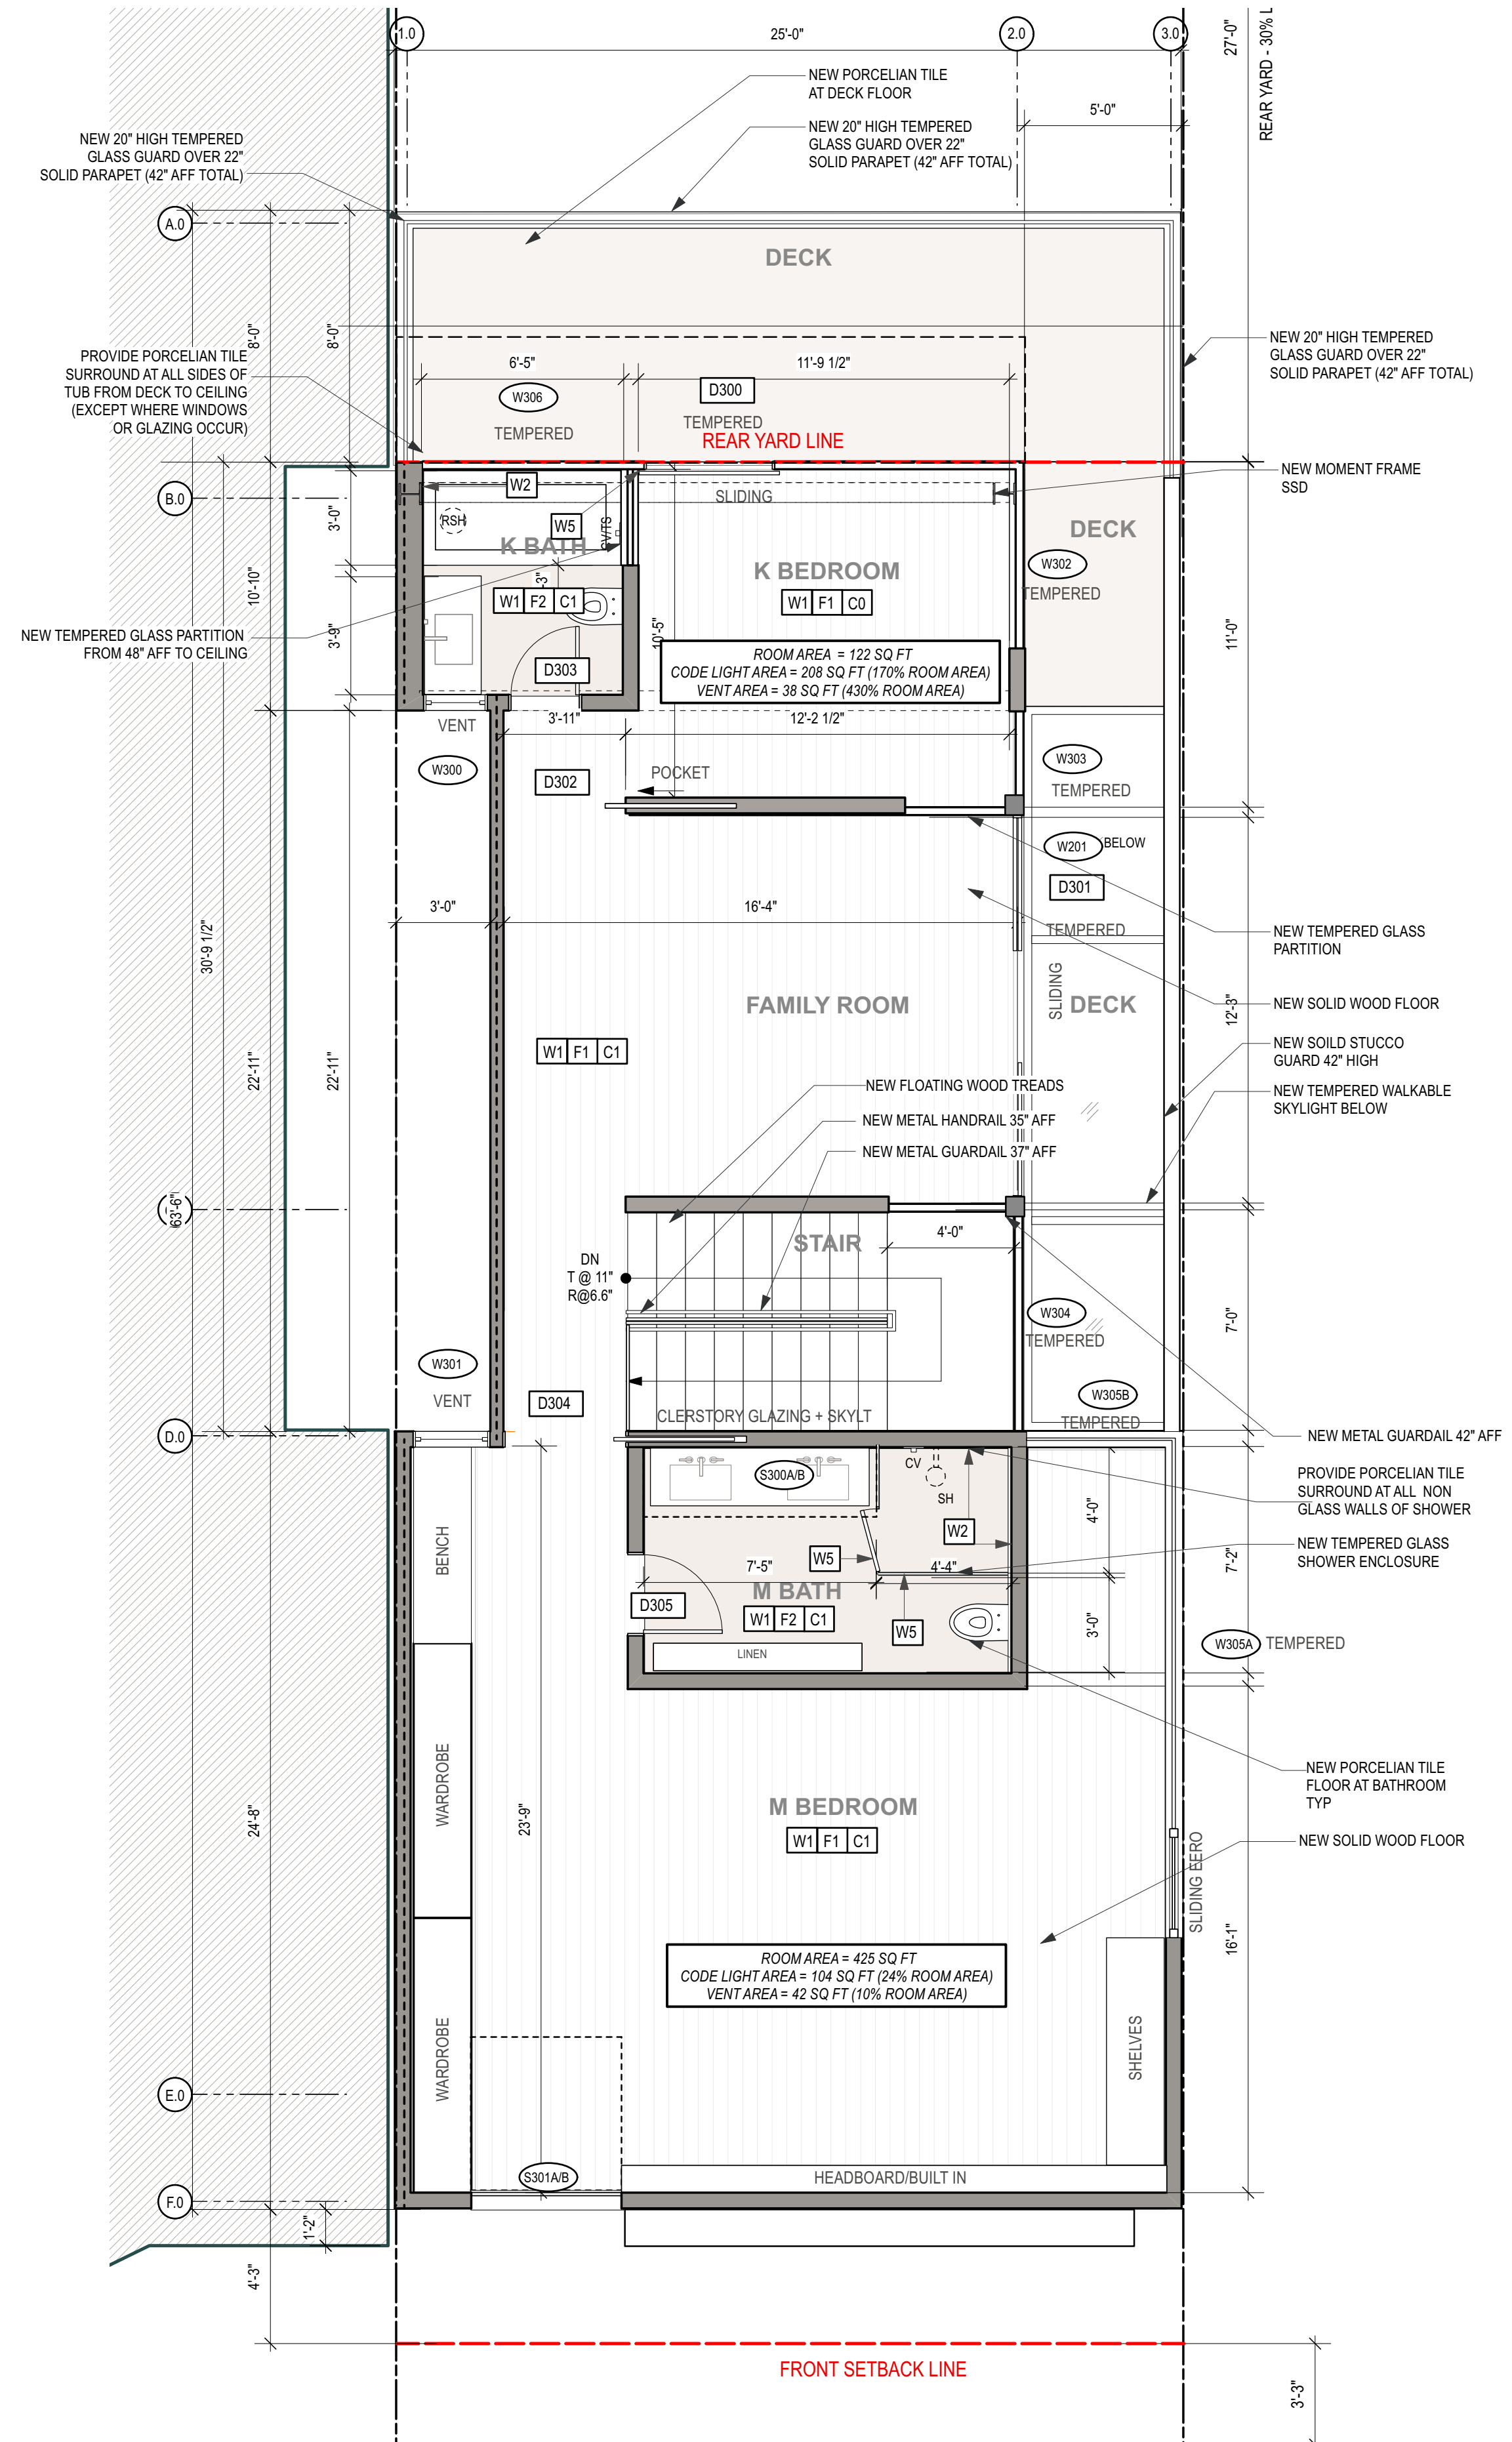 1.0
25'-0"
2.0
3.0
27'-0"
REAR YARD - 30% L
NEW PORCELIAN TILE
AT DECK FLOOR
5'-0"
NEW 20" HIGH TEMPERED
GLASS GUARD OVER 22"
SOLID PARAPET (42" AFF TOTAL)
NEW 20" HIGH TEMPERED
GLASS GUARD OVER 22"
SOLID PARAPET (42" AFF TOTAL)
A.0
DECK
8'-0"
8'-0"
NEW 20" HIGH TEMPERED
GLASS GUARD OVER 22"
SOLID PARAPET (42" AFF TOTAL)
PROVIDE PORCELIAN TILE
SURROUND AT ALL SIDES OF
TUB FROM DECK TO CEILING
(EXCEPT WHERE WINDOWS
OR GLAZING OCCUR)
6'-5"
11'-9 1/2"
W306
D300
TEMPERED
TEMPERED
REAR YARD LINE
NEW MOMENT FRAME
SSD
B.0
W2
SLIDING
3'-0"
RSH
W5
CV/TS
K BATH
DECK
K BEDROOM
W302
TEMPERED
10'-10"
-3"
W1 F2 C1
W1 F1 C0
NEW TEMPERED GLASS PARTITION
FROM 48" AFF TO CEILING
3'-9"
10'-5"
11'-0"
D303
ROOM AREA = 122 SQ FT
CODE LIGHT AREA = 208 SQ FT (170% ROOM AREA)
VENT AREA = 38 SQ FT (430% ROOM AREA)
VENT
3'-11"
12'-2 1/2"
W300
D302
POCKET
W303
TEMPERED
W201
BELOW
D301
3'-0"
16'-4"
TEMPERED
NEW TEMPERED GLASS
PARTITION
30'-9 1/2"
FAMILY ROOM
SLIDING
DECK
12'-3"
NEW SOLID WOOD FLOOR
W1 F1 C1
NEW SOILD STUCCO
GUARD 42" HIGH
22'-11"
22'-11"
NEW FLOATING WOOD TREADS
NEW TEMPERED WALKABLE
SKYLIGHT BELOW
NEW METAL HANDRAIL 35" AFF
NEW METAL GUARDAIL 37" AFF
63'-6"
STAIR
4'-0"
DN
T @ 11"
R@6.6"
W304
TEMPERED
7'-0"
W301
VENT
D304
W305B
TEMPERED
CLERSTORY GLAZING + SKYLT
D.0
NEW METAL GUARDAIL 42" AFF
S300A/B
CV
SH
PROVIDE PORCELIAN TILE
SURROUND AT ALL NON
GLASS WALLS OF SHOWER
4'-0"
W2
BENCH
W5
NEW TEMPERED GLASS
SHOWER ENCLOSURE
7'-5"
4'-4"
7'-2"
M BATH
D305
W1 F2 C1
W5
3'-0"
W305A
TEMPERED
LINEN
WARDROBE
NEW PORCELIAN TILE
FLOOR AT BATHROOM
TYP
24'-8"
23'-9"
M BEDROOM
W1 F1 C1
NEW SOLID WOOD FLOOR
SLIDING EERO
16'-1"
ROOM AREA = 425 SQ FT
CODE LIGHT AREA = 104 SQ FT (24% ROOM AREA)
VENT AREA = 42 SQ FT (10% ROOM AREA)
WARDROBE
SHELVES
E.0
S301A/B
HEADBOARD/BUILT IN
F.0
1'-2"
4'-3"
FRONT SETBACK LINE
3'-3"